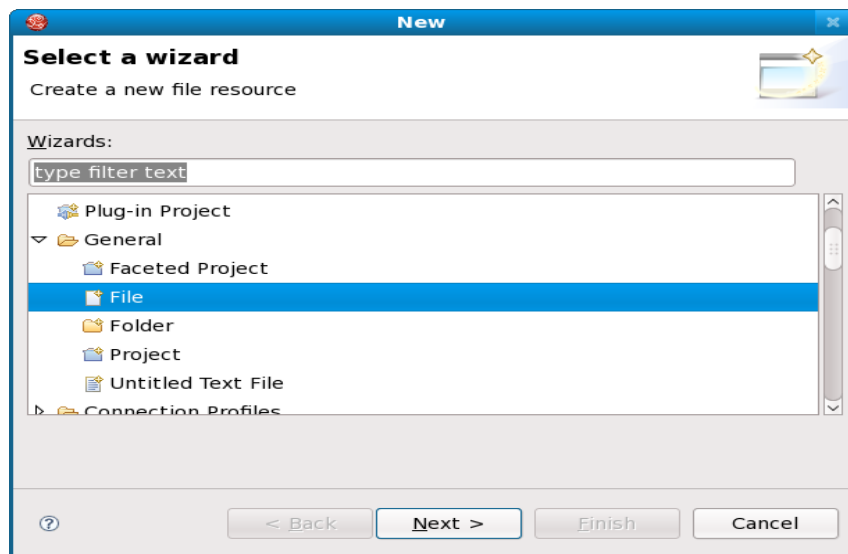 New
Select a wizard
Create a new file resource
Wizards:
type filter text
Plug-in Project
General
Faceted Project
File
Folder
Project
Untitled Text File
Connection Profiles
< Back Next > Finish Cancel